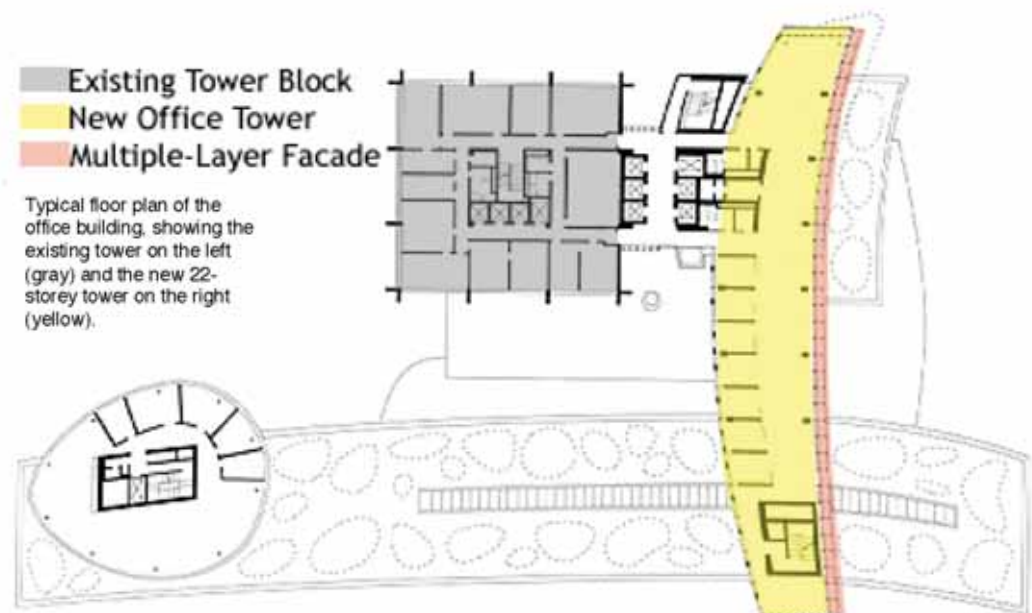 Existing Tower Block
New Office Tower
Multiple-Layer Facade
Typical floor plan of the
office building, showing the
existing tower on the left
(gray) and the new 22-
storey tower on the right
(yellow).